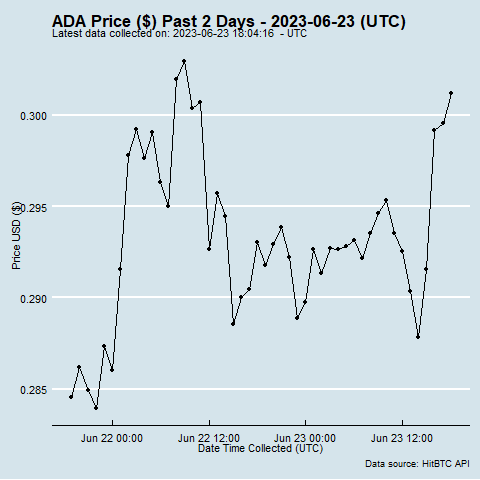 ADA Price ($) Past 2 Days - 2023-06-23 (UTC)
Latest data collected on: 2023-06-23 18:04:16 - UTC
0.300
0.295
0.290
0.285
Price USD ($)
Jun 22 00:00 Jun 22 12:00 Jun 23 00:00 Jun 23 12:00
Date Time Collected (UTC)
Data source: HitBTC API